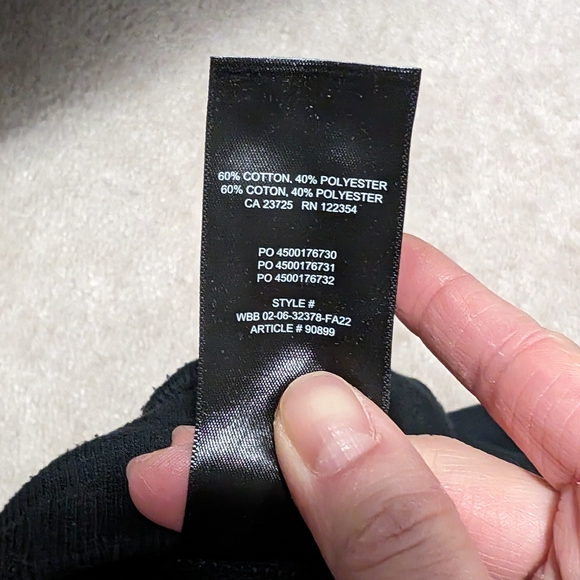 60% COTTON, 40% POLYESTER
60% COTON, 40% POLYESTER
CA 23725 RN 122354
PO 4500176730
PO 4500176731
PO 4500176732
STYLE #
WBB 02-06-32378-FA22
ARTICLE # 90899